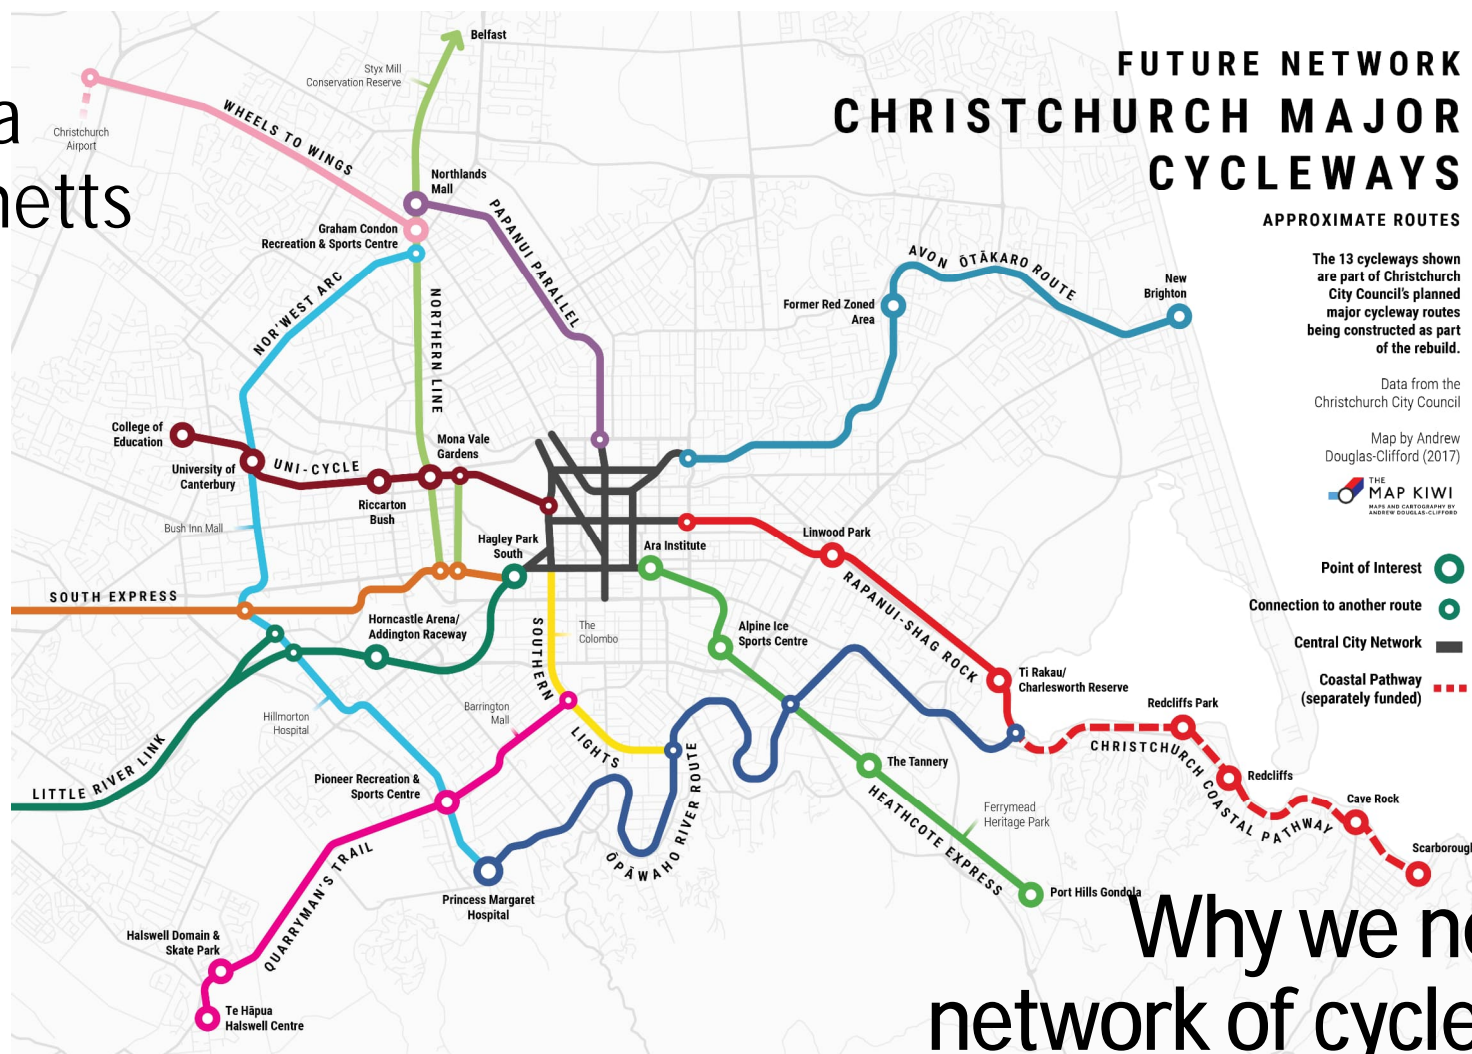 a
netts
FUTURE NETWORK
CHRISTCHURCH MAJOR
CYCLEWAYS
APPROXIMATE ROUTES
The 13 cycleways shown
are part of Christchurch
City Council's planned
major cycleway routes
being constructed as part
of the rebuild.
Data from the
Christchurch City Council
Map by Andrew
Douglas-Clifford (2017)
THE
MAP KIWI
MAPS AND CARTOGRAPHY BY
ANDREW DOUGLAS-CLIFFORD
Point of Interest
Connection to another route
Central City Network
Coastal Pathway
(separately funded)
Belfast
Styx Mill
Conservation Reserve
Christchurch
Airport
WHEELS TO WINGS
Northlands
Mall
Graham Condon
Recreation & Sports Centre
PAPANUI PARALLEL
NOR'WEST ARC
NORTHERN LINE
AVON ŌTĀKARO ROUTE
Former Red Zoned
Area
New
Brighton
College of
Education
University of
Canterbury
UNI-CYCLE
Mona Vale
Gardens
Riccarton
Bush
Bush Inn Mall
Hagley Park
South
Ara Institute
Linwood Park
RAPANUI-SHAG ROCK
SOUTH EXPRESS
Horncastle Arena/
Addington Raceway
SOUTHERN
LIGHTS
The
Colombo
Alpine Ice
Sports Centre
Ti Rakau/
Charlesworth Reserve
Redcliffs Park
CHRISTCHURCH COASTAL PATHWAY
Redcliffs
Cave Rock
Scarborough
Barrington
Mall
Hillmorton
Hospital
LITTLE RIVER LINK
Pioneer Recreation &
Sports Centre
The Tannery
HEATHCOTE EXPRESS
Ferrymead
Heritage Park
Port Hills Gondola
ŌPĀWAHO RIVER ROUTE
Princess Margaret
Hospital
QUARRYMAN'S TRAIL
Halswell Domain &
Skate Park
Te Hāpua
Halswell Centre
Why we ne
network of cycle